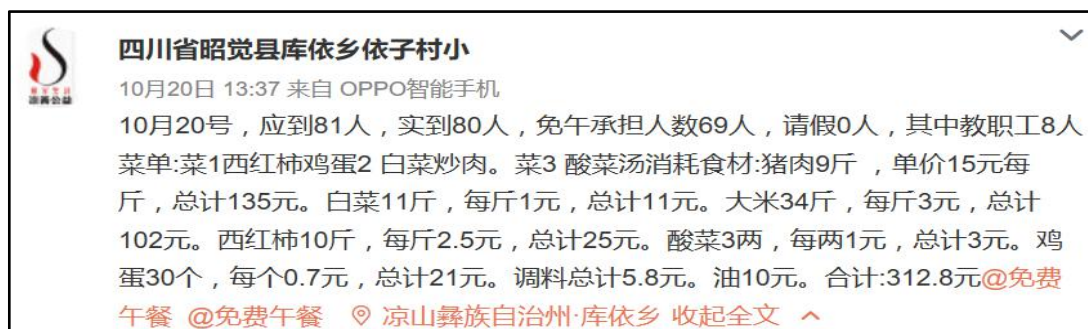 四川省昭觉县库依乡依子村小
10月20日 13:37 来自 OPPO智能手机
10月20号，应到81人，实到80人，免午承担人数69人，请假0人，其中教职工8人
菜单:菜1西红柿鸡蛋2 白菜炒肉。菜3 酸菜汤消耗食材:猪肉9斤 ，单价15元每
斤，总计135元。白菜11斤，每斤1元，总计11元。大米34斤，每斤3元，总计
102元。西红柿10斤，每斤2.5元，总计25元。酸菜3两，每两1元，总计3元。鸡
蛋30个，每个0.7元，总计21元。调料总计5.8元。油10元。合计:312.8元@免费
午餐 @免费午餐 凉山彝族自治州·库依乡 收起全文